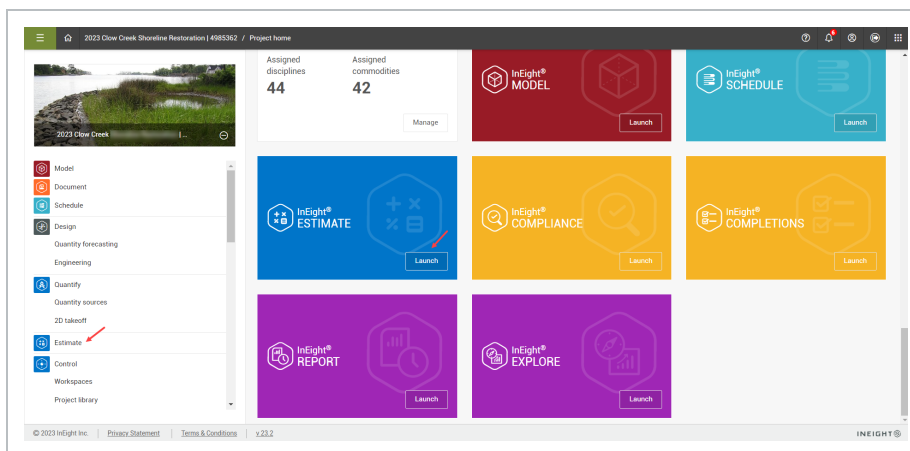 2023 Clow Creek Shoreline Restoration | 4985362 / Project home
6
2023 Clow Creek
Model
Document
Schedule
Design
Quantity forecasting
Engineering
Quantify
Quantity sources
2D takeoff
Estimate
Control
Workspaces
Project library
Assigned disciplines
44
Assigned commodities
42
Manage
InEight®
MODEL
Launch
InEight®
SCHEDULE
Launch
InEight®
ESTIMATE
Launch
InEight®
COMPLIANCE
Launch
InEight®
COMPLETIONS
Launch
InEight®
REPORT
Launch
InEight®
EXPLORE
Launch
© 2023 InEight Inc. Privacy Statement Terms & Conditions v 23.2
INEIGHT